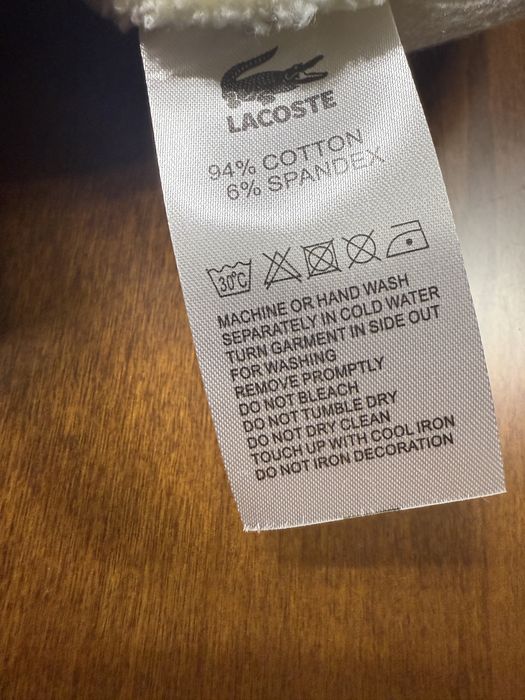 LACOSTE
94% COTTON
6% SPANDEX
30°C
MACHINE OR HAND WASH
SEPARATELY IN COLD WATER
TURN GARMENT IN SIDE OUT
FOR WASHING
REMOVE PROMPTLY
DO NOT BLEACH
DO NOT TUMBLE DRY
DO NOT DRY CLEAN
TOUCH UP WITH COOL IRON
DO NOT IRON DECORATION